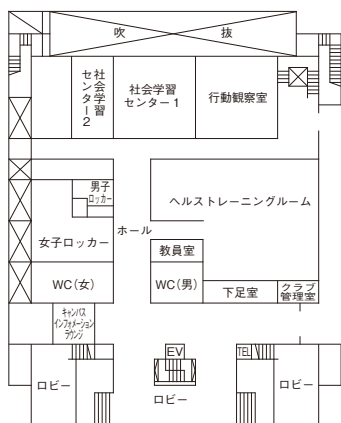 吹 抜
社会学習
センター2
社会学習
センター1
行動観察室
男子
ロッカー
ヘルストレーニングルーム
ホール
女子ロッカー
教員室
WC(女)
WC(男)
下足室
クラブ
管理室
キャンパス
インフォメーション
ラウンジ
EV
TEL
ロビー
ロビー
ロビー